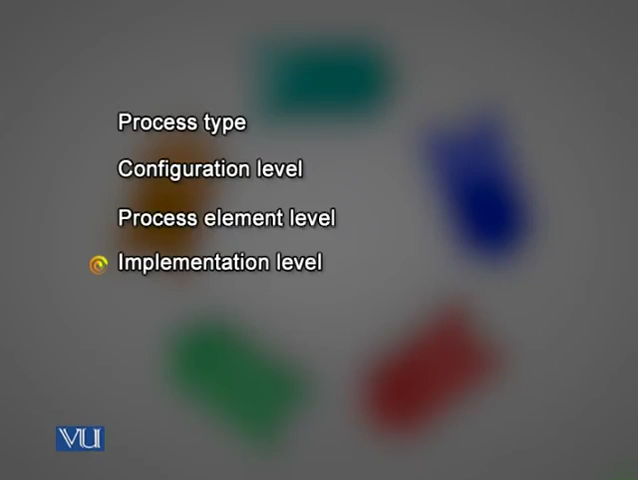 Process type
Configuration level
Process element level
Implementation level
VU